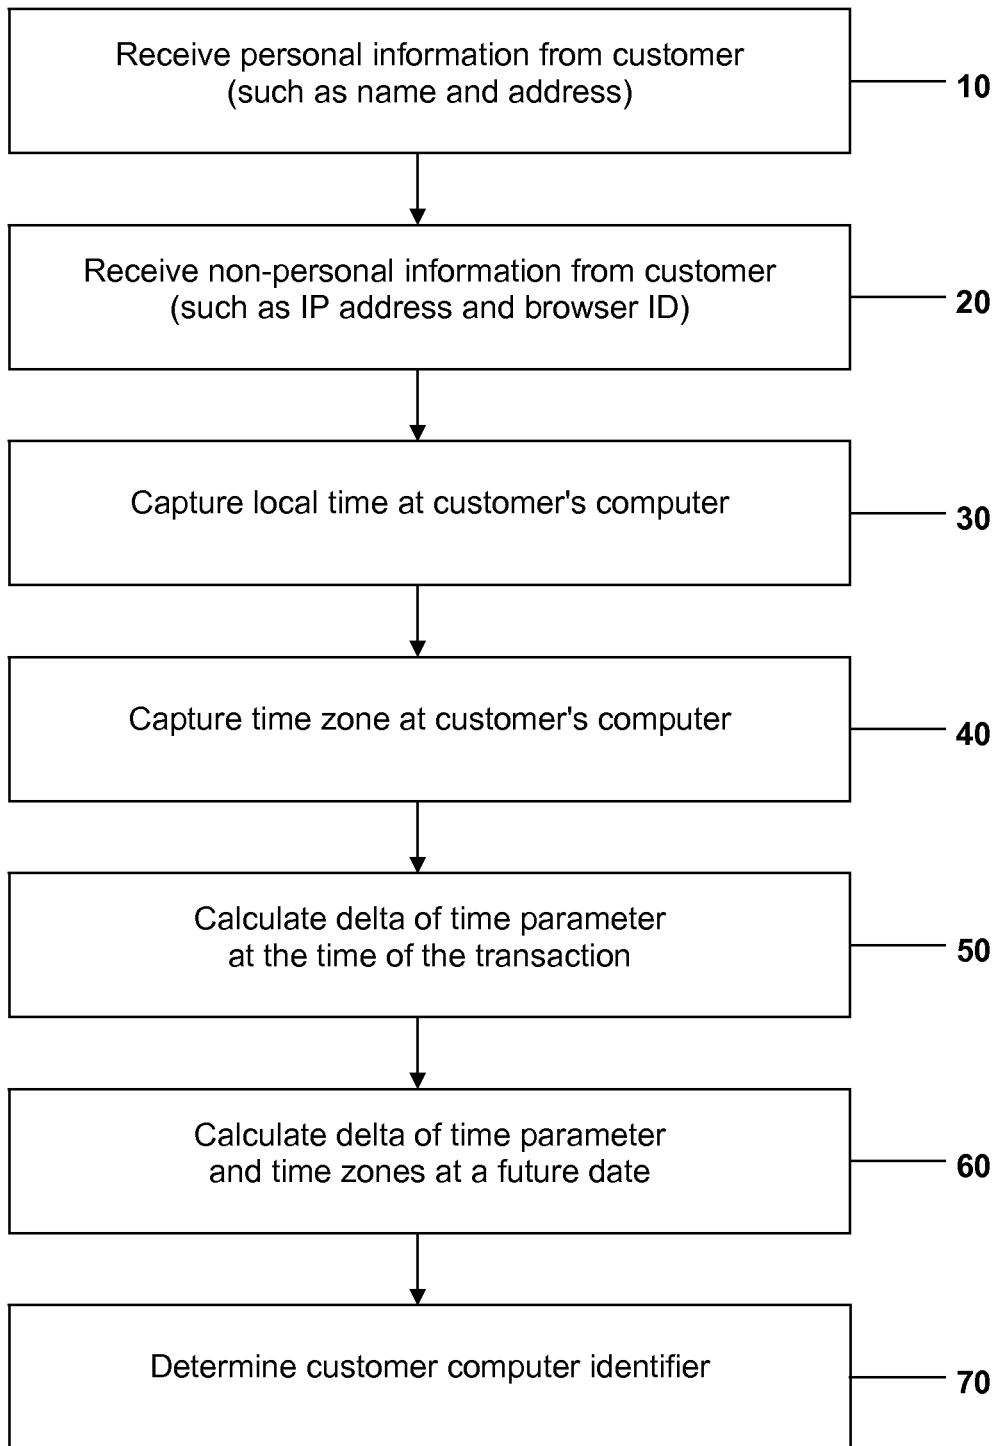 Receive personal information from customer
(such as name and address)
10
Receive non-personal information from customer
(such as IP address and browser ID)
20
Capture local time at customer's computer
30
Capture time zone at customer's computer
40
Calculate delta of time parameter
at the time of the transaction
50
Calculate delta of time parameter
and time zones at a future date
60
Determine customer computer identifier
70